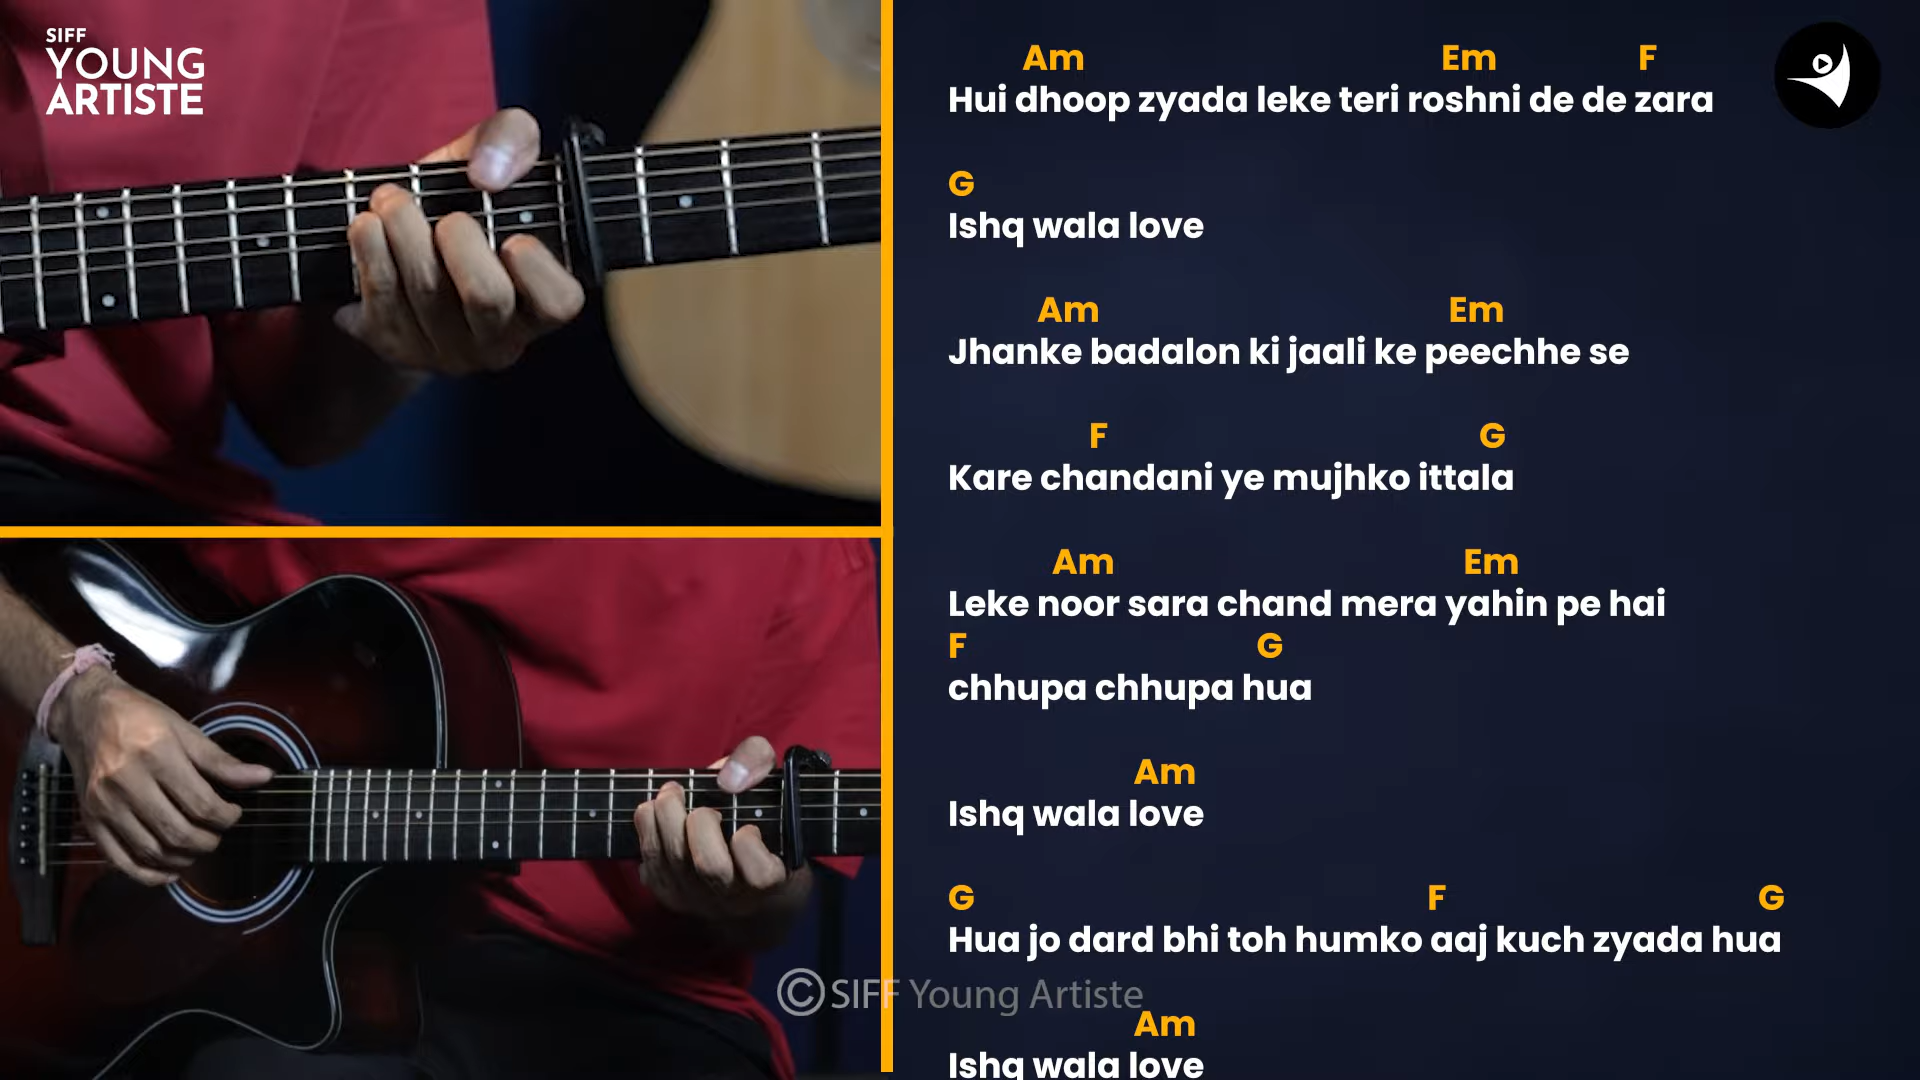 SIFF
YOUNG
ARTISTE
Am Em F
Hui dhoop zyada leke teri roshni de de zara
G
Ishq wala love
Am Em
Jhanke badalon ki jaali ke peechhe se
F G
Kare chandani ye mujhko ittala
Am Em
Leke noor sara chand mera yahin pe hai
F G
chhupa chhupa hua
Am
Ishq wala love
G F G
Hua jo dard bhi toh humko aaj kuch zyada hua
© SIFF Young Artiste
Am
Ishq wala love